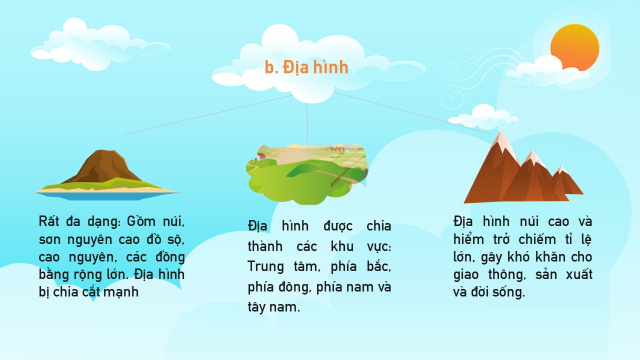 b. Địa hình
Rất đa dạng: Gồm núi,
sơn nguyên cao đồ sộ,
cao nguyên, các đồng
bằng rộng lớn. Địa hình
bị chia cắt mạnh
Địa hình được chia
thành các khu vực:
Trung tâm, phía bắc,
phía đông, phía nam và
tây nam.
Địa hình núi cao và
hiểm trở chiếm tỉ lệ
lớn, gây khó khăn cho
giao thông, sản xuất
và đời sống.